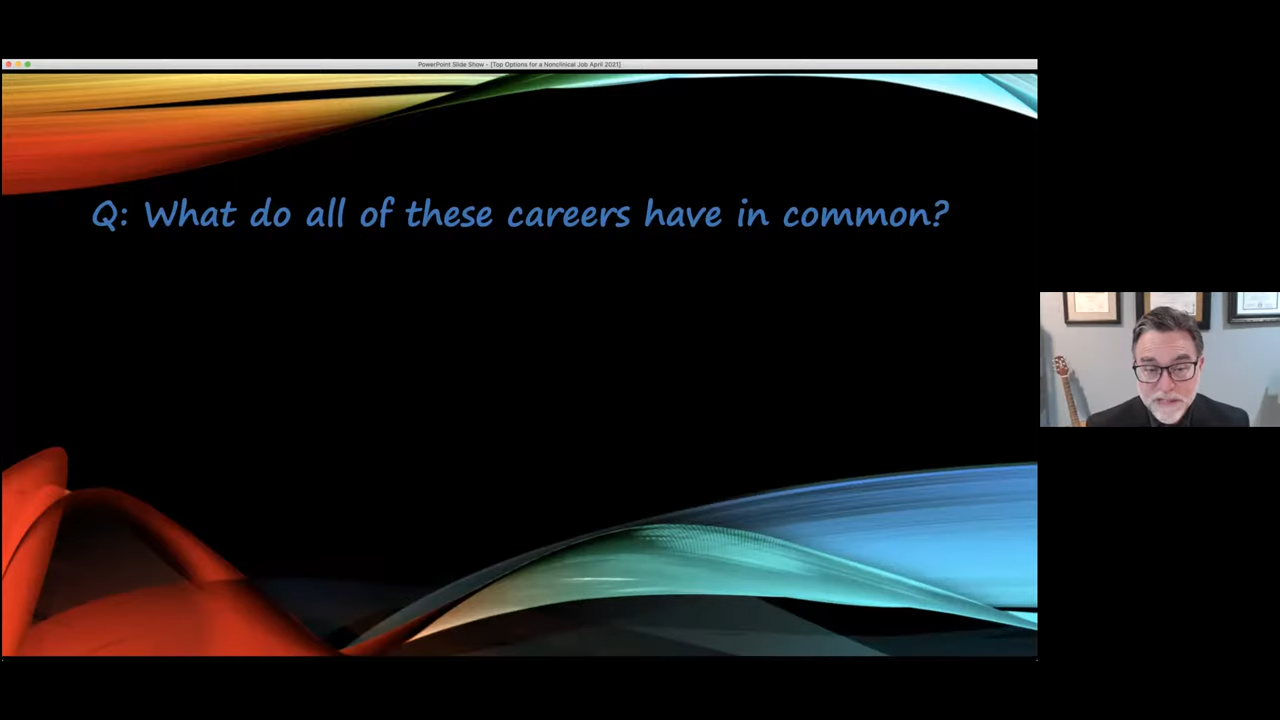 PowerPoint Slide Show - [Top Options for a Nonclinical Job April 2021]
Q: What do all of these careers have in common?